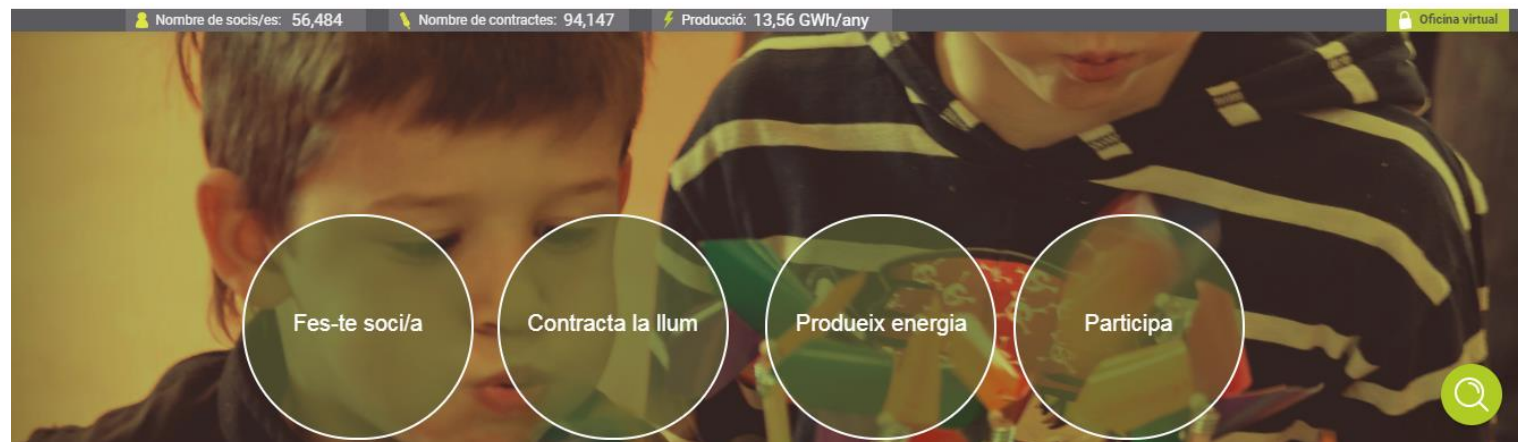 Nombre de socis/es: 56,484 Nombre de contractes: 94,147 Producció: 13,56 GWh/any Oficina virtual
Fes-te soci/a Contracta la llum Produeix energia Participa